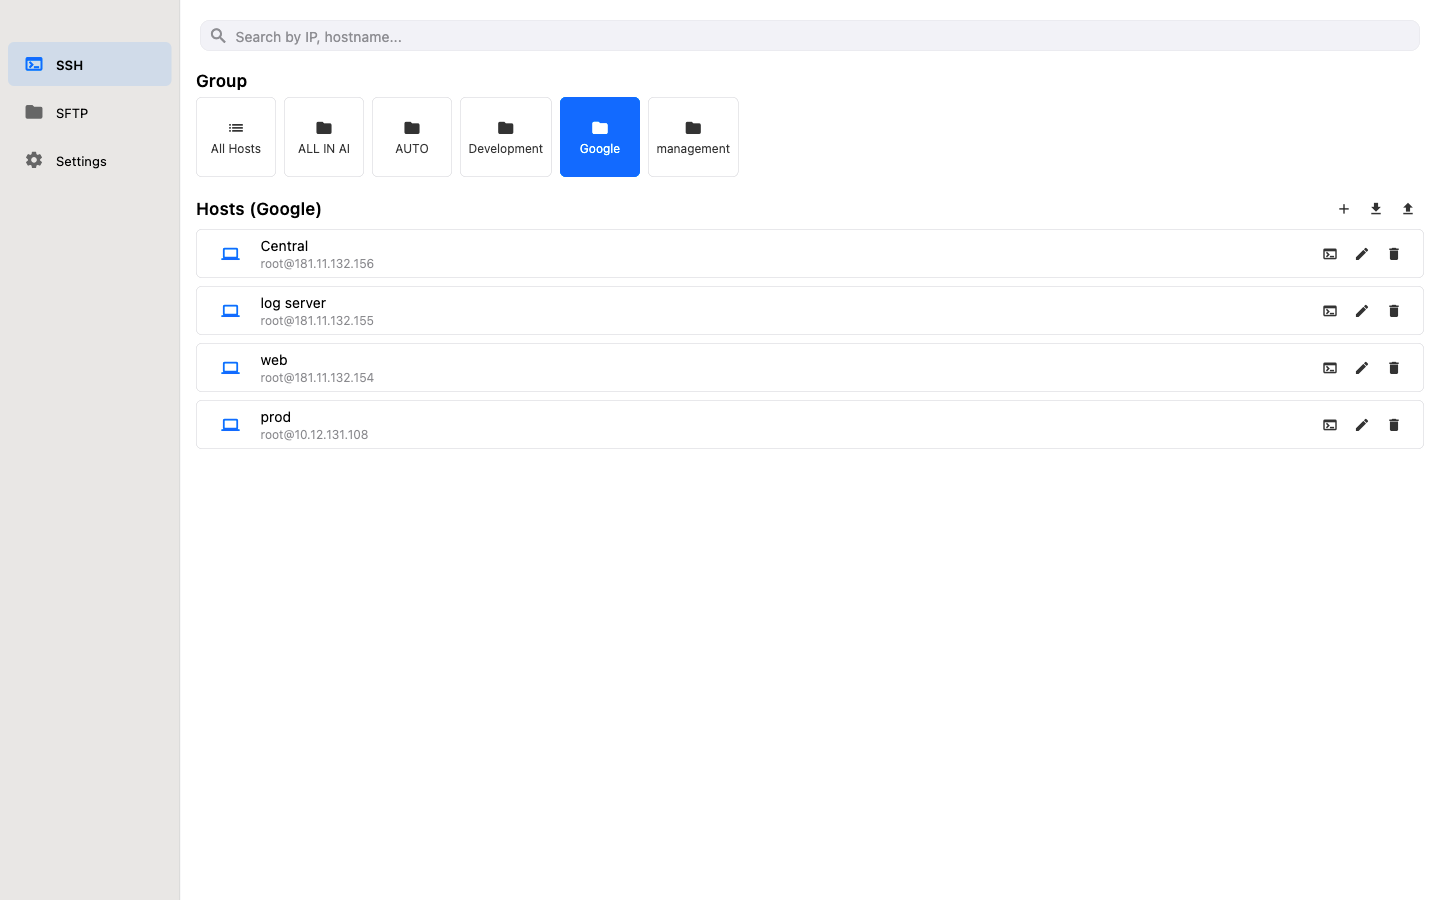 SSH
SFTP
Settings
Search by IP, hostname...
Group
All Hosts
ALL IN AI
AUTO
Development
Google
management
Hosts (Google)
Central
root@181.11.132.156
log server
root@181.11.132.155
web
root@181.11.132.154
prod
root@10.12.131.108